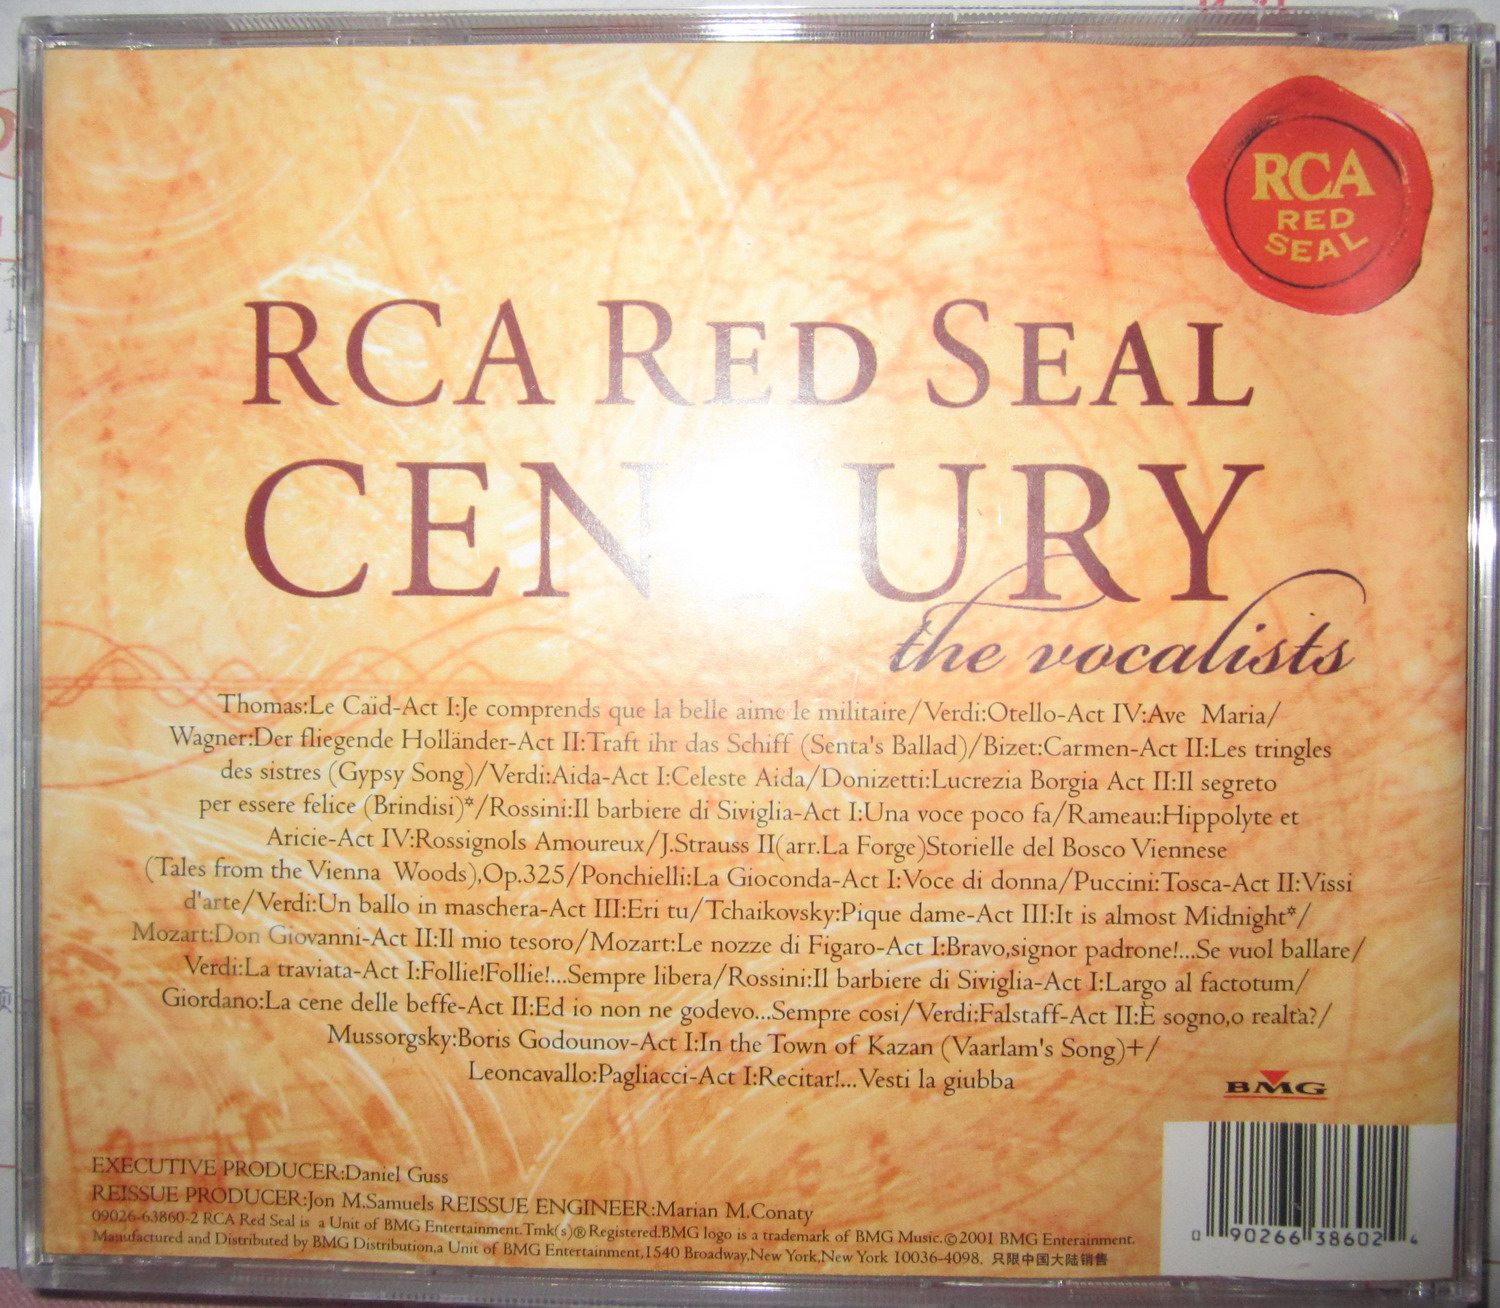 RCA
RED
SEAL
RCA RED SEAL
CEN URY
the vocalists
Thomas:Le Caïd-Act I:Je comprends que la belle aime le militaire/Verdi:Otello-Act IV:Ave Maria/
Wagner:Der fliegende Holländer-Act II:Traft ihr das Schiff (Senta's Ballad)/Bizet:Carmen-Act II:Les tringles
des sistres (Gypsy Song)/Verdi:Aida-Act I:Celeste Aida/Donizetti:Lucrezia Borgia Act II:Il segreto
per essere felice (Brindisi)*/Rossini:Il barbiere di Siviglia-Act I:Una voce poco fa/Rameau:Hippolyte et
Aricie-Act IV:Rossignols Amoureux/J.Strauss II(arr.La Forge)Storielle del Bosco Viennese
(Tales from the Vienna Woods),Op.325/Ponchielli:La Gioconda-Act I:Voce di donna/Puccini:Tosca-Act II:Vissi
d'arte/Verdi:Un ballo in maschera-Act III:Eri tu/Tchaikovsky:Pique dame-Act III:It is almost Midnight*/
Mozart:Don Giovanni-Act II:Il mio tesoro/Mozart:Le nozze di Figaro-Act I:Bravo,signor padrone!...Se vuol ballare/
Verdi:La traviata-Act I:Follie!Follie!...Sempre libera/Rossini:Il barbiere di Siviglia-Act I:Largo al factotum/
Giordano:La cene delle beffe-Act II:Ed io non ne godevo...Sempre cosi/Verdi:Falstaff-Act II:E sogno,o realtà?/
Mussorgsky:Boris Godounov-Act I:In the Town of Kazan (Vaarlam's Song)+/
Leoncavallo:Pagliacci-Act I:Recitar!...Vesti la giubba
BMG
EXECUTIVE PRODUCER:Daniel Guss
REISSUE PRODUCER:Jon M.Samuels REISSUE ENGINEER:Marian M.Conaty
09026-63860-2 RCA Red Seal is a Unit of BMG Entertainment.Tmk(s)® Registered.BMG logo is a trademark of BMG Music.©2001 BMG Enterainment.
Manufactured and Distributed by BMG Distribution,a Unit of BMG Entertainment,1540 Broadway,New York,New York 10036-4098. 只限中国大陆销售
0 90266 38602 4